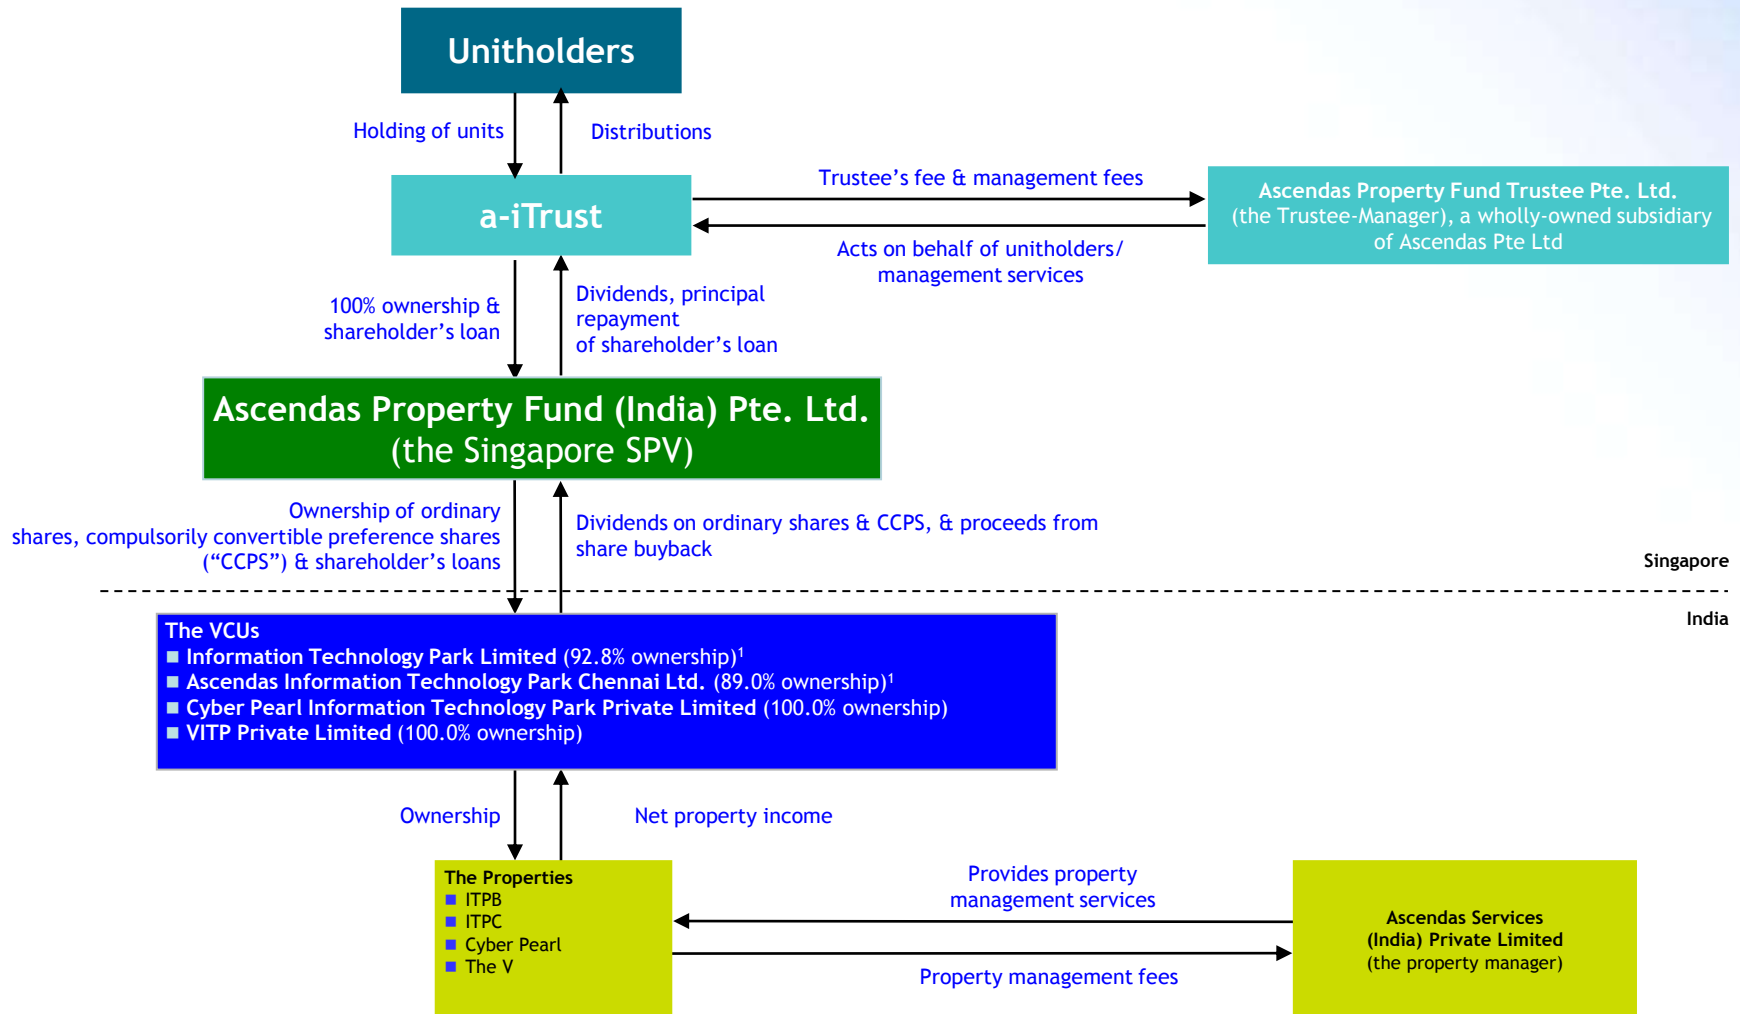 Unitholders
Holding of units
Distributions
a-iTrust
Trustee’s fee & management fees
Acts on behalf of unitholders/
management services
Ascendas Property Fund Trustee Pte. Ltd.
(the Trustee-Manager), a wholly-owned subsidiary
of Ascendas Pte Ltd
100% ownership &
shareholder’s loan
Dividends, principal
repayment
of shareholder’s loan
Ascendas Property Fund (India) Pte. Ltd.
(the Singapore SPV)
Ownership of ordinary
shares, compulsorily convertible preference shares
(“CCPS”) & shareholder’s loans
Dividends on ordinary shares & CCPS, & proceeds from
share buyback
Singapore
India
The VCUs
■ Information Technology Park Limited (92.8% ownership)¹
■ Ascendas Information Technology Park Chennai Ltd. (89.0% ownership)¹
■ Cyber Pearl Information Technology Park Private Limited (100.0% ownership)
■ VITP Private Limited (100.0% ownership)
Ownership
Net property income
The Properties
■ ITPB
■ ITPC
■ Cyber Pearl
■ The V
Provides property
management services
Property management fees
Ascendas Services
(India) Private Limited
(the property manager)